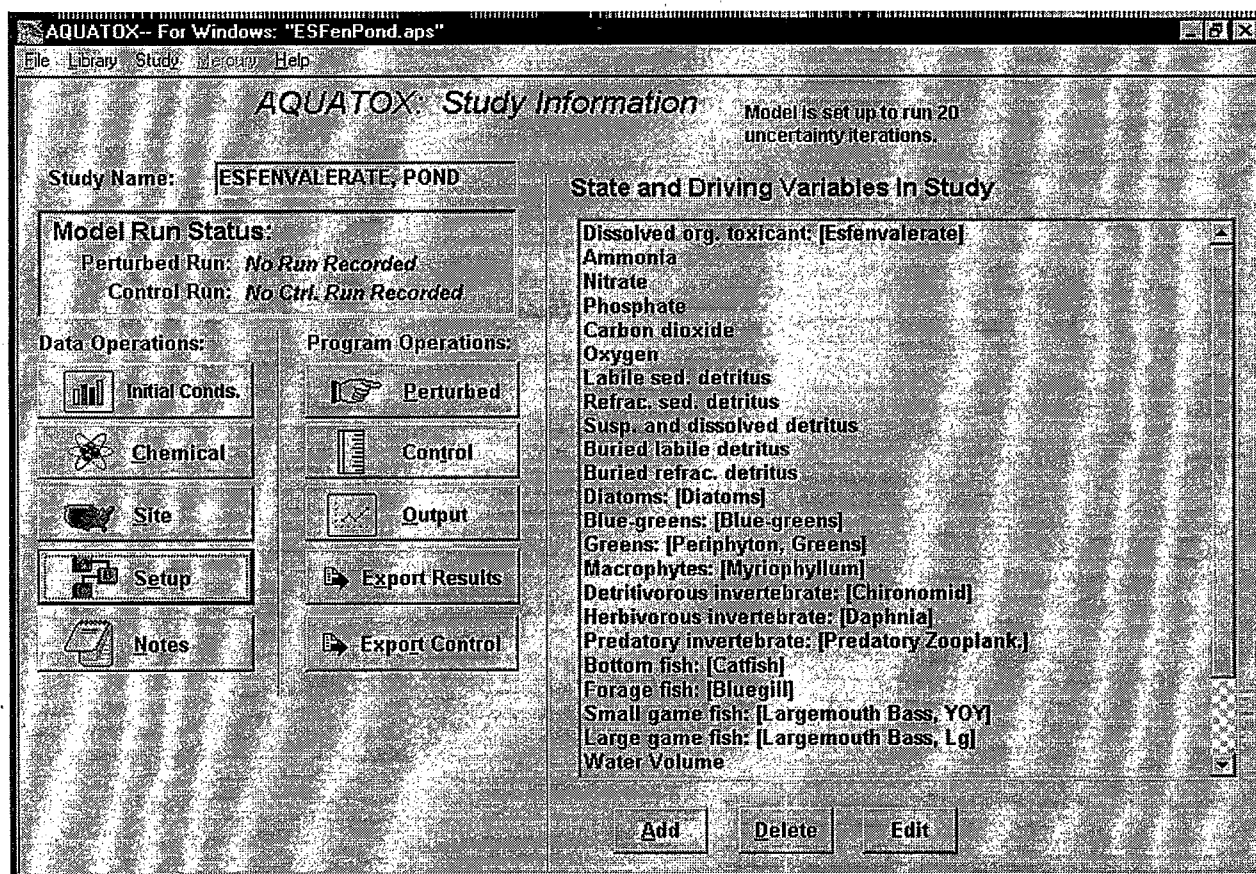 AQUATOX-- For Windows: "ESFenPond.aps"
File Library Study Mercury Help
AQUATOX: Study Information
Model is set up to run 20
uncertainty iterations.
Study Name: ESFENVALERATE, POND
Model Run Status:
Perturbed Run: No Run Recorded
Control Run: No Ctrl. Run Recorded
Data Operations:
Initial Conds.
Chemical
Site
Setup
Notes
Program Operations:
Perturbed
Control
Output
Export Results
Export Control
State and Driving Variables In Study
Dissolved org. toxicant: [Esfenvalerate]
Ammonia
Nitrate
Phosphate
Carbon dioxide
Oxygen
Labile sed. detritus
Refrac. sed. detritus
Susp. and dissolved detritus
Buried labile detritus
Buried refrac. detritus
Diatoms: [Diatoms]
Blue-greens: [Blue-greens]
Greens: [Periphyton, Greens]
Macrophytes: [Myriophyllum]
Detritivorous invertebrate: [Chironomid]
Herbivorous invertebrate: [Daphnia]
Predatory invertebrate: [Predatory Zooplank.]
Bottom fish: [Catfish]
Forage fish: [Bluegill]
Small game fish: [Largemouth Bass, YOY]
Large game fish: [Largemouth Bass, Lg]
Water Volume
Add Delete Edit